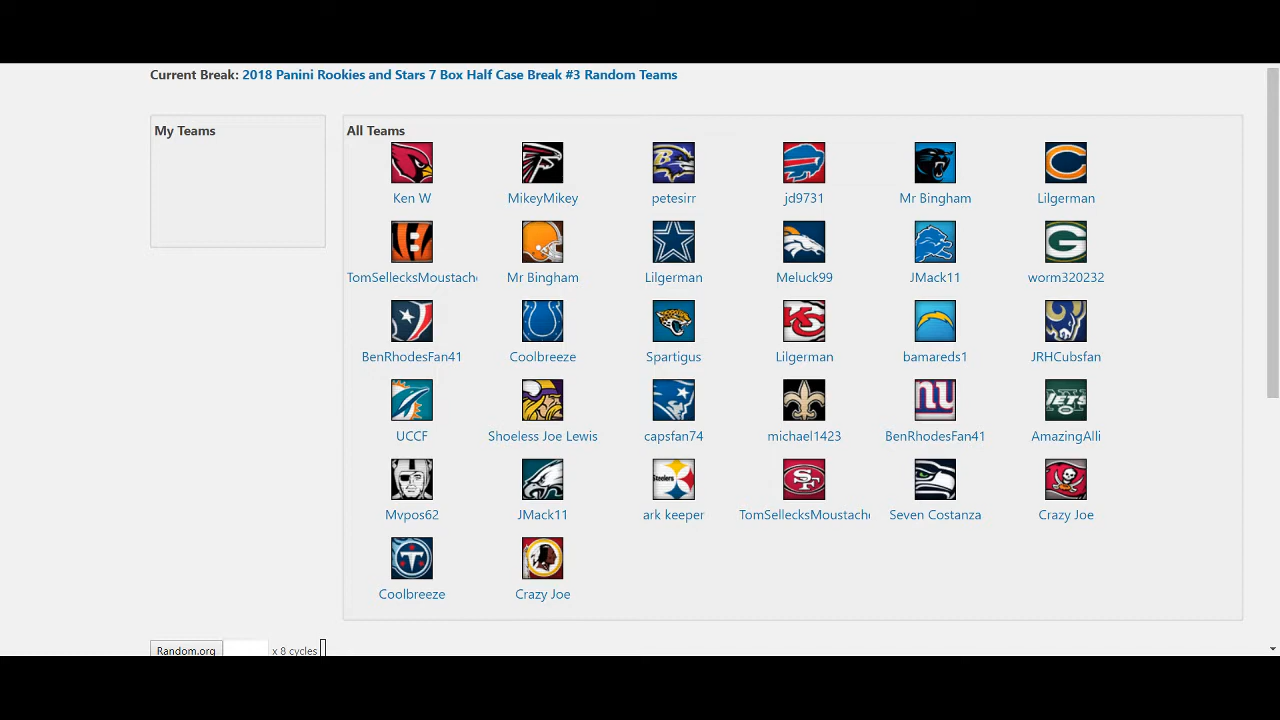 Current Break: 2018 Panini Rookies and Stars 7 Box Half Case Break #3 Random Teams
My Teams
All Teams
Ken W MikeyMikey petesirr jd9731 Mr Bingham Lilgerman
TomSellecksMoustache Mr Bingham Lilgerman Meluck99 JMack11 worm320232
BenRhodesFan41 Coolbreeze Spartigus Lilgerman bamareds1 JRHCubsfan
UCCF Shoeless Joe Lewis capsfan74 michael1423 BenRhodesFan41 AmazingAlli
Mvpos62 JMack11 ark keeper TomSellecksMoustache Seven Costanza Crazy Joe
Coolbreeze Crazy Joe
Random.org x 8 cycles